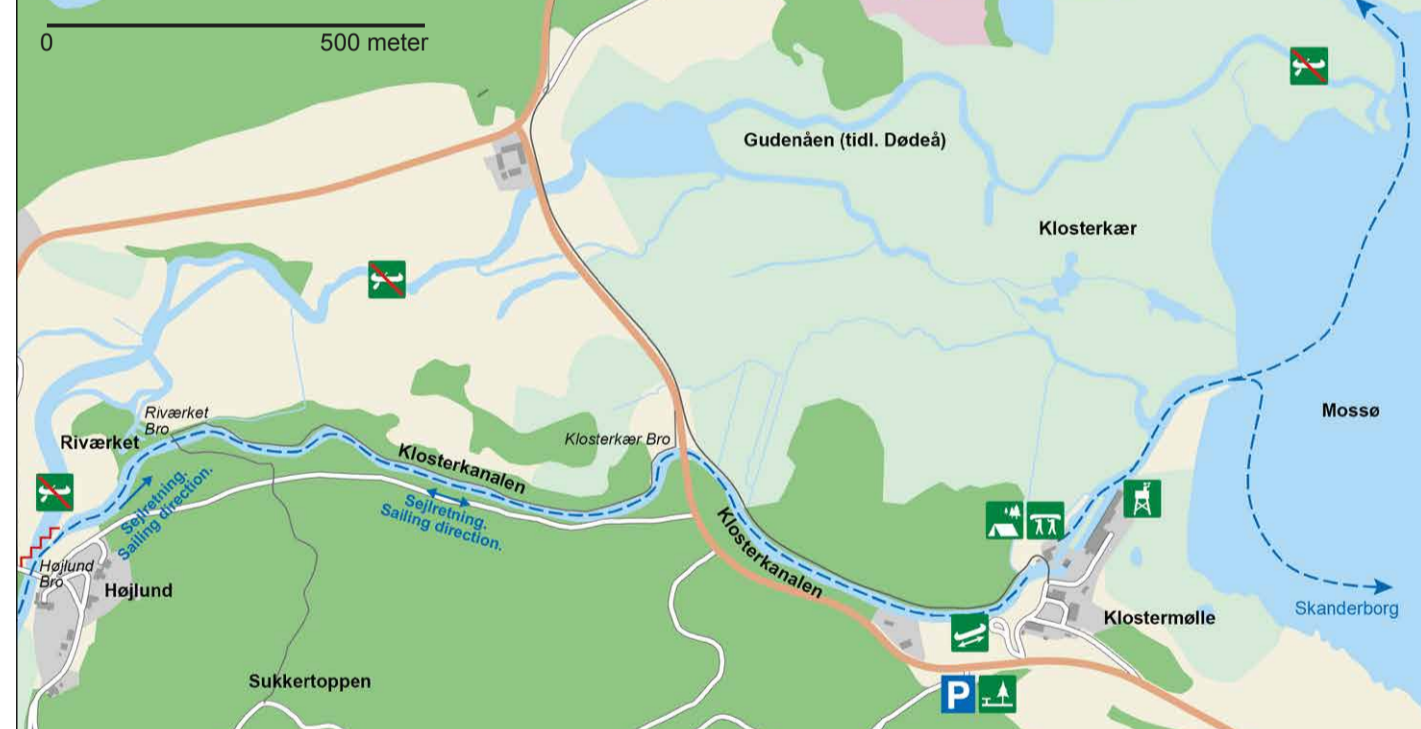 0
500 meter
Gudenåen (tidl. Dødeå)
Klosterkær
Riværket
Bro
Riværket
Klosterkær Bro
Mossø
Klosterkanalen
Sejlretning.
Sailing direction.
Sejlretning.
Sailing direction.
Klosterkanalen
Højlund
Bro
Højlund
Skanderborg
Klostermølle
Sukkertoppen
P